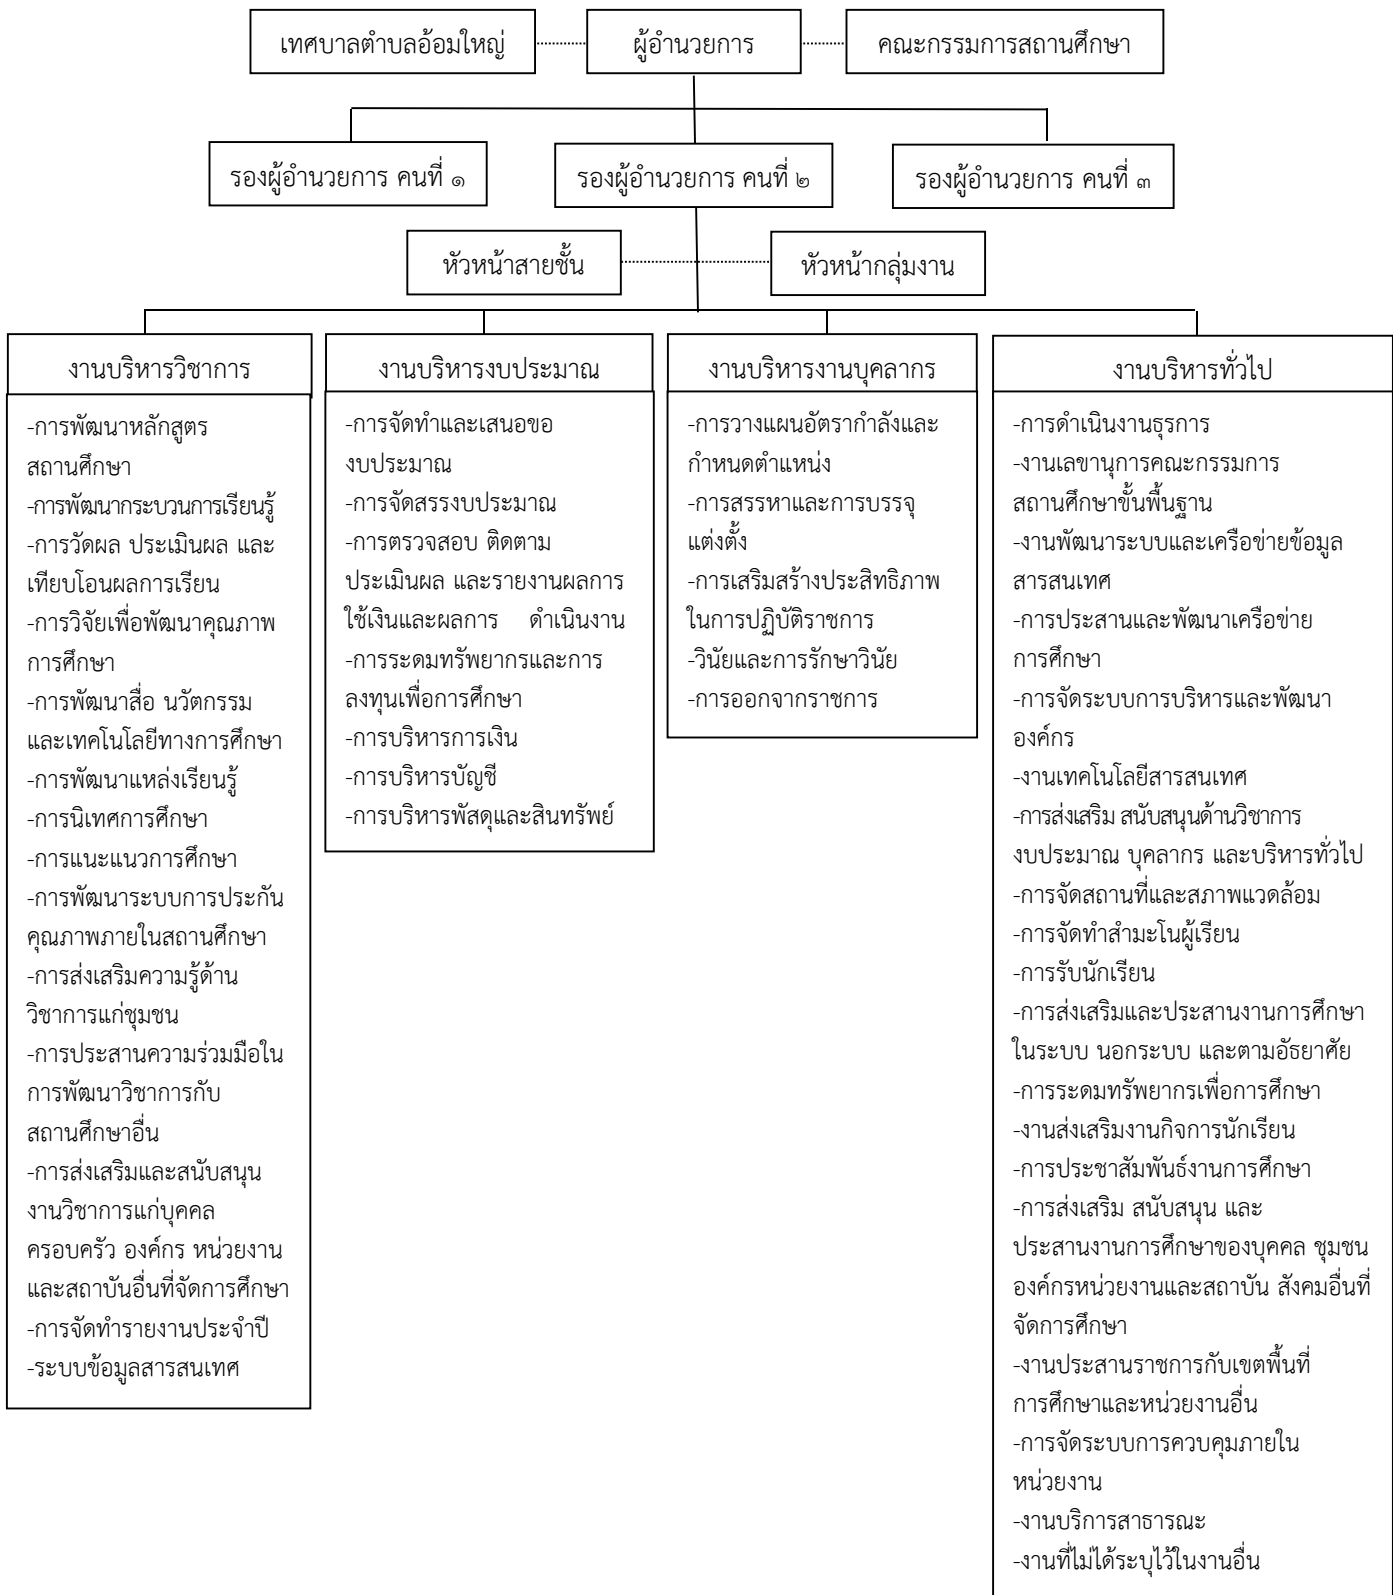 เทศบาลตำบลอ้อมใหญ่
ผู้อำนวยการ
คณะกรรมการสถานศึกษา
รองผู้อำนวยการ คนที่ ๑
รองผู้อำนวยการ คนที่ ๒
รองผู้อำนวยการ คนที่ ๓
หัวหน้าสายชั้น
หัวหน้ากลุ่มงาน
งานบริหารวิชาการ
-การพัฒนาหลักสูตร
สถานศึกษา
-การพัฒนากระบวนการเรียนรู้
-การวัดผล ประเมินผล และ
เทียบโอนผลการเรียน
-การวิจัยเพื่อพัฒนาคุณภาพ
การศึกษา
-การพัฒนาสื่อ นวัตกรรม
และเทคโนโลยีทางการศึกษา
-การพัฒนาแหล่งเรียนรู้
-การนิเทศการศึกษา
-การแนะแนวการศึกษา
-การพัฒนาระบบการประกัน
คุณภาพภายในสถานศึกษา
-การส่งเสริมความรู้ด้าน
วิชาการแก่ชุมชน
-การประสานความร่วมมือใน
การพัฒนาวิชาการกับ
สถานศึกษาอื่น
-การส่งเสริมและสนับสนุน
งานวิชาการแก่บุคคล
ครอบครัว องค์กร หน่วยงาน
และสถาบันอื่นที่จัดการศึกษา
-การจัดทำรายงานประจำปี
-ระบบข้อมูลสารสนเทศ
งานบริหารงบประมาณ
-การจัดทำและเสนอขอ
งบประมาณ
-การจัดสรรงบประมาณ
-การตรวจสอบ ติดตาม
ประเมินผล และรายงานผลการ
ใช้เงินและผลการ ดำเนินงาน
-การระดมทรัพยากรและการ
ลงทุนเพื่อการศึกษา
-การบริหารการเงิน
-การบริหารบัญชี
-การบริหารพัสดุและสินทรัพย์
งานบริหารงานบุคลากร
-การวางแผนอัตรากำลังและ
กำหนดตำแหน่ง
-การสรรหาและการบรรจุ
แต่งตั้ง
-การเสริมสร้างประสิทธิภาพ
ในการปฏิบัติราชการ
-วินัยและการรักษาวินัย
-การออกจากราชการ
งานบริหารทั่วไป
-การดำเนินงานธุรการ
-งานเลขานุการคณะกรรมการ
สถานศึกษาขั้นพื้นฐาน
-งานพัฒนาระบบและเครือข่ายข้อมูล
สารสนเทศ
-การประสานและพัฒนาเครือข่าย
การศึกษา
-การจัดระบบการบริหารและพัฒนา
องค์กร
-งานเทคโนโลยีสารสนเทศ
-การส่งเสริม สนับสนุนด้านวิชาการ
งบประมาณ บุคลากร และบริหารทั่วไป
-การจัดสถานที่และสภาพแวดล้อม
-การจัดทำสำมะโนผู้เรียน
-การรับนักเรียน
-การส่งเสริมและประสานงานการศึกษา
ในระบบ นอกระบบ และตามอัธยาศัย
-การระดมทรัพยากรเพื่อการศึกษา
-งานส่งเสริมงานกิจการนักเรียน
-การประชาสัมพันธ์งานการศึกษา
-การส่งเสริม สนับสนุน และ
ประสานงานการศึกษาของบุคคล ชุมชน
องค์กรหน่วยงานและสถาบัน สังคมอื่นที่
จัดการศึกษา
-งานประสานราชการกับเขตพื้นที่
การศึกษาและหน่วยงานอื่น
-การจัดระบบการควบคุมภายใน
หน่วยงาน
-งานบริการสาธารณะ
-งานที่ไม่ได้ระบุไว้ในงานอื่น